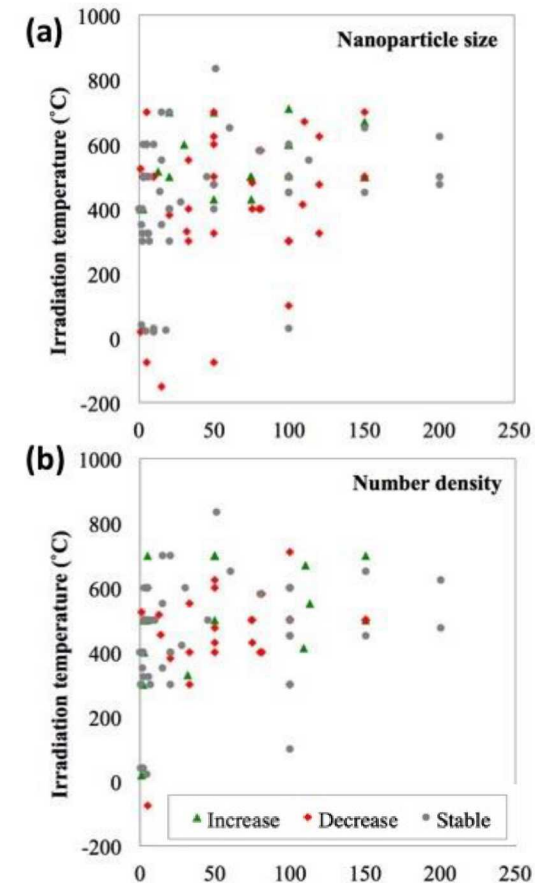 (a)
Nanoparticle size
Irradiation temperature (˚C)
1000
800
600
400
200
0
-200
0 50 100 150 200 250
(b)
Number density
Irradiation temperature (˚C)
1000
800
600
400
200
0
-200
Increase Decrease Stable
0 50 100 150 200 250